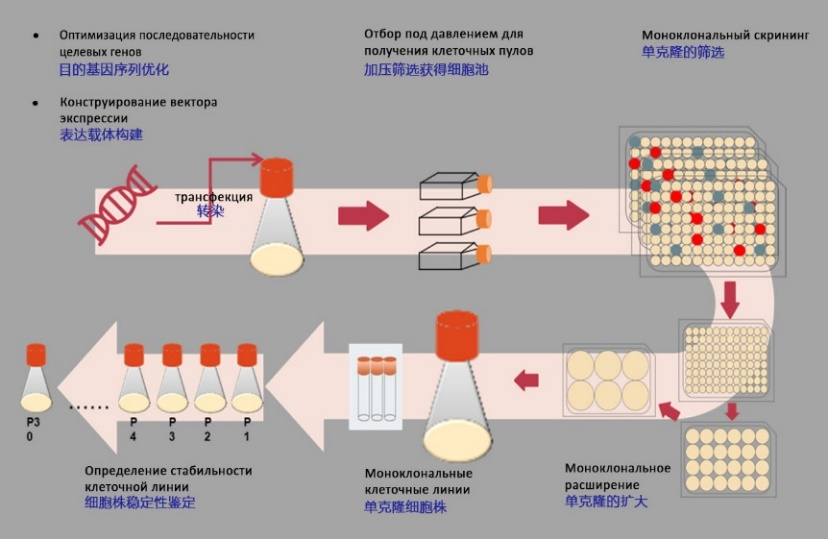 Оптимизация последовательности
целевых генов
目的基因序列优化
Конструирование вектора
экспрессии
表达载体构建
Отбор под давлением для
получения клеточных пулов
加压筛选获得细胞池
Моноклональный скрининг
单克隆的筛选
трансфекция
转染
P3
0
P
4
P
3
P
2
P
1
Определение стабильности
клеточной линии
细胞株稳定性鉴定
Моноклональные
клеточные линии
单克隆细胞株
Моноклональное
расширение
单克隆的扩大